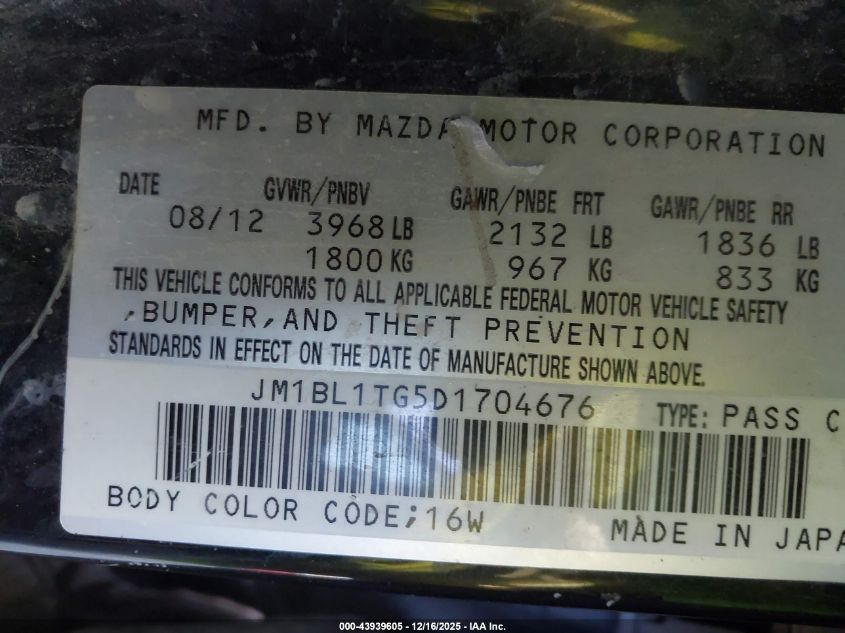 MFD. BY MAZDA MOTOR CORPORATION
DATE GVWR/PNBV GAWR/PNBE FRT GAWR/PNBE RR
08/12 3968 LB 2132 LB 1836 LB
1800 KG 967 KG 833 KG
THIS VEHICLE CONFORMS TO ALL APPLICABLE FEDERAL MOTOR VEHICLE SAFETY
,BUMPER,AND THEFT PREVENTION
STANDARDS IN EFFECT ON THE DATE OF MANUFACTURE SHOWN ABOVE.
JM1BL1TG5D1704676 TYPE: PASS C
BODY COLOR CODE;16W MADE IN JAPA
000-43939605 - 12/16/2025 - IAA Inc.